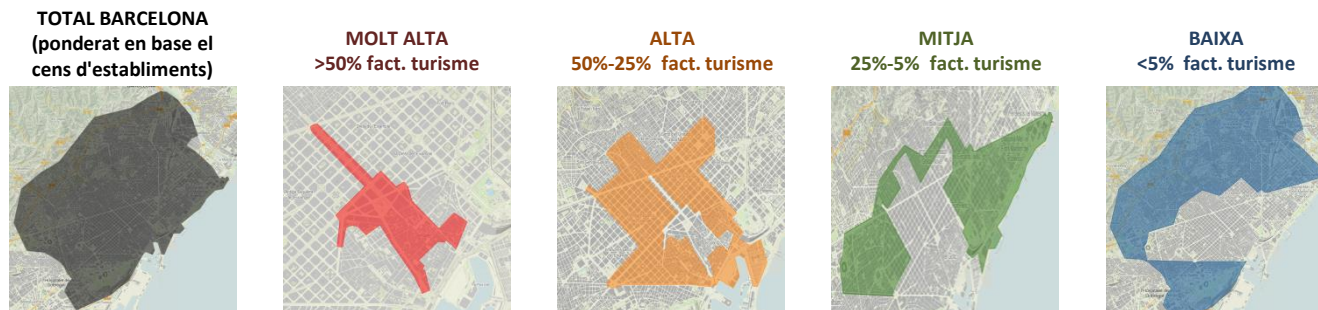 TOTAL BARCELONA
(ponderat en base el
cens d'establiments)
MOLT ALTA
>50% fact. turisme
ALTA
50%-25% fact. turisme
MITJA
25%-5% fact. turisme
BAIXA
<5% fact. turisme